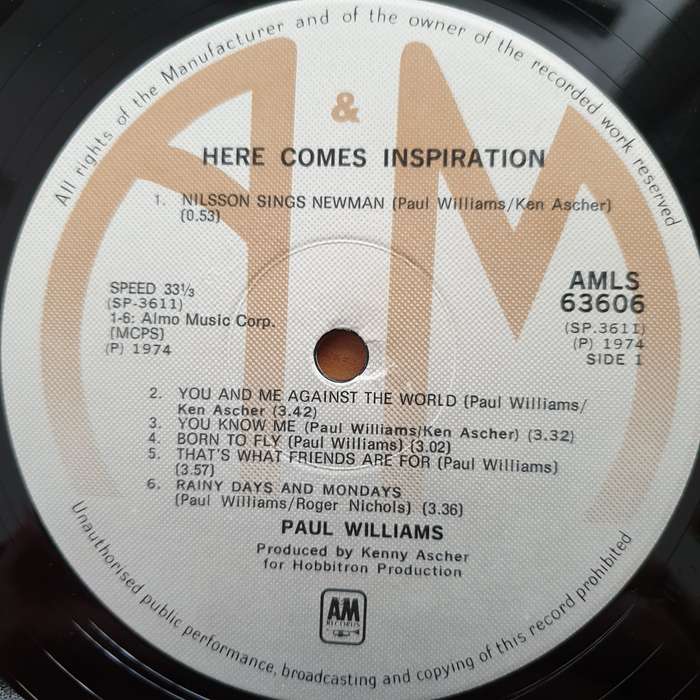 All rights of the Manufacturer and of the owner of the recorded work reserved
A & M
HERE COMES INSPIRATION
1. NILSSON SINGS NEWMAN (Paul Williams/Ken Ascher)
(0.53)
SPEED 33⅓
(SP-3611)
1-6: Almo Music Corp.
(MCPS)
(P) 1974
AMLS
63606
(SP.3611)
(P) 1974
SIDE 1
2. YOU AND ME AGAINST THE WORLD (Paul Williams/
Ken Ascher (3.42)
3. YOU KNOW ME (Paul Williams/Ken Ascher) (3.32)
4. BORN TO FLY (Paul Williams) (3.02)
5. THAT'S WHAT FRIENDS ARE FOR (Paul Williams)
(3.57)
6. RAINY DAYS AND MONDAYS
(Paul Williams/Roger Nichols) (3.36)
PAUL WILLIAMS
Produced by Kenny Ascher
for Hobbitron Production
AM
RECORDS
Unauthorised public performance, broadcasting and copying of this record prohibited